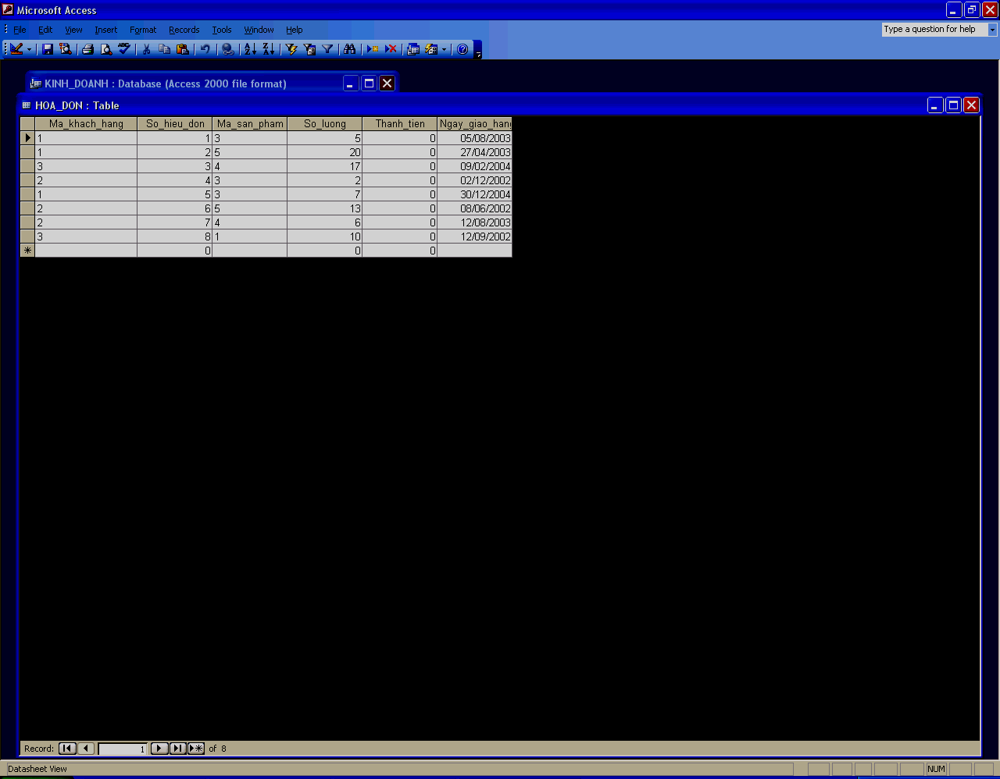 Microsoft Access
File Edit View Insert Format Records Tools Window Help
Type a question for help
KINH_DOANH : Database (Access 2000 file format)
HOA_DON : Table
Ma_khach_hang So_hieu_don Ma_san_pham So_luong Thanh_tien Ngay_giao_hang
1 1 3 5 0 05/08/2003
1 2 5 20 0 27/04/2003
3 3 4 17 0 09/02/2004
2 4 3 2 0 02/12/2002
1 5 3 7 0 30/12/2004
2 6 5 13 0 08/06/2002
2 7 4 6 0 12/08/2003
3 8 1 10 0 12/09/2002
0 0 0
Record: 1 of 8
Datasheet View NUM